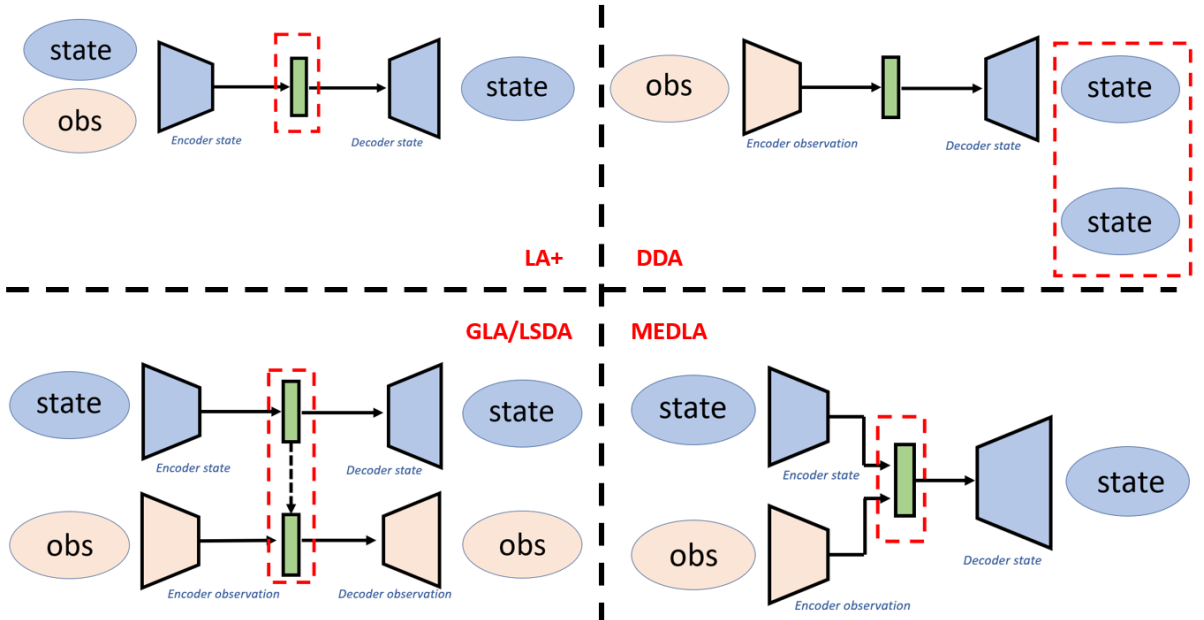 state
obs
Encoder state
Decoder state
state
LA+
obs
Encoder observation
Decoder state
state
state
DDA
GLA/LSDA
state
Encoder state
Decoder state
state
obs
Encoder observation
Decoder observation
obs
MEDLA
state
Encoder state
obs
Encoder observation
Decoder state
state